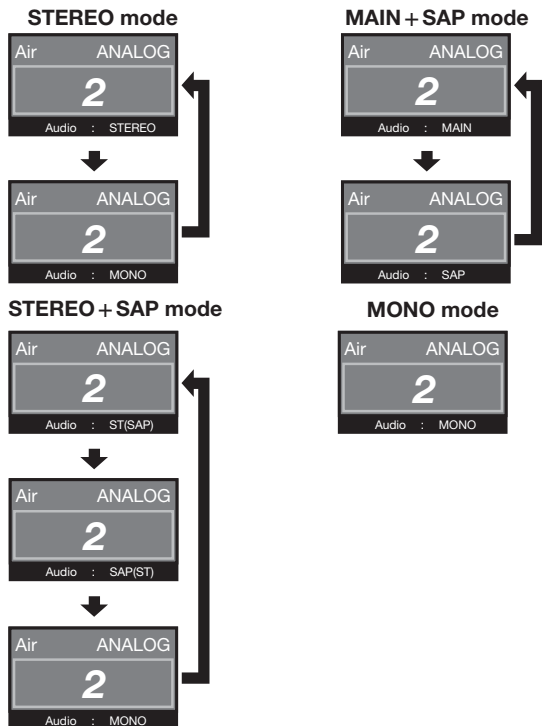 STEREO mode
Air ANALOG
2
Audio : STEREO
Air ANALOG
2
Audio : MONO
MAIN+SAP mode
Air ANALOG
2
Audio : MAIN
Air ANALOG
2
Audio : SAP
STEREO+SAP mode
Air ANALOG
2
Audio : ST(SAP)
Air ANALOG
2
Audio : SAP(ST)
Air ANALOG
2
Audio : MONO
MONO mode
Air ANALOG
2
Audio : MONO